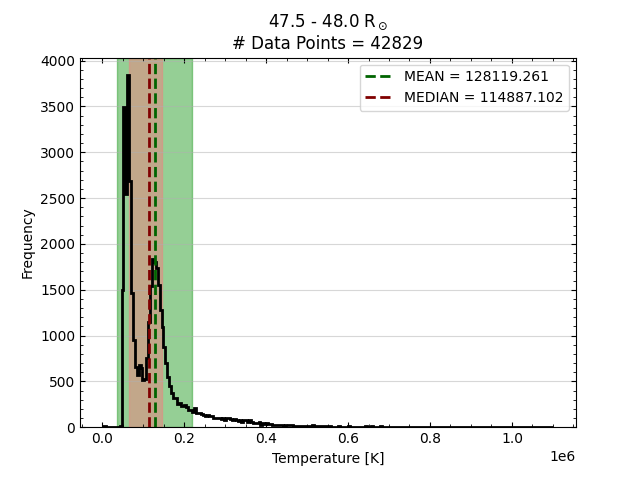 47.5 - 48.0 R⊙
# Data Points = 42829
4000
3500
3000
2500
2000
1500
1000
500
0
Frequency
MEAN = 128119.261
MEDIAN = 114887.102
0.0 0.2 0.4 0.6 0.8 1.0
1e6
Temperature [K]